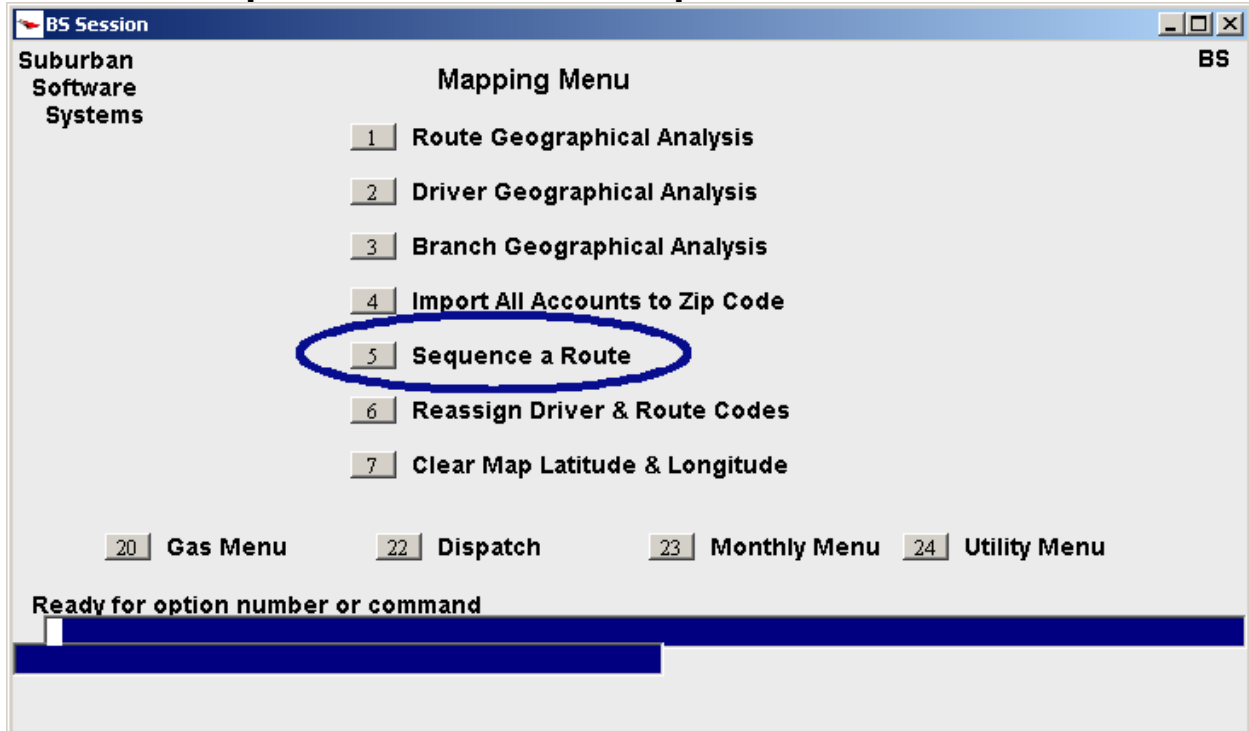 BS Session
Suburban
Software
Systems
BS
Mapping Menu
1 Route Geographical Analysis
2 Driver Geographical Analysis
3 Branch Geographical Analysis
4 Import All Accounts to Zip Code
5 Sequence a Route
6 Reassign Driver & Route Codes
7 Clear Map Latitude & Longitude
20 Gas Menu 22 Dispatch 23 Monthly Menu 24 Utility Menu
Ready for option number or command